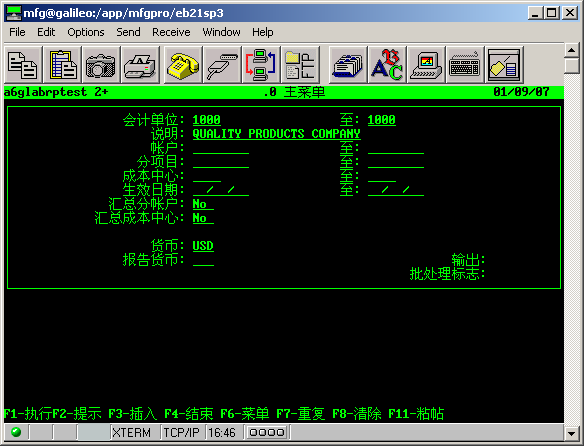 mfg@galileo:/app/mfgpro/eb21sp3
File Edit Options Send Receive Window Help
a6glabrptest 2+ .0 主菜单 01/09/07
会计单位: 1000 至: 1000
说明: QUALITY PRODUCTS COMPANY
帐户: 至:
分项目: 至:
成本中心: 至:
生效日期: / / 至: / /
汇总分帐户: No
汇总成本中心: No
货币: USD
报告货币: 输出:
批处理标志:
F1-执行F2-提示 F3-插入 F4-结束 F6-菜单 F7-重复 F8-清除 F11-粘帖
XTERM TCP/IP 16:46